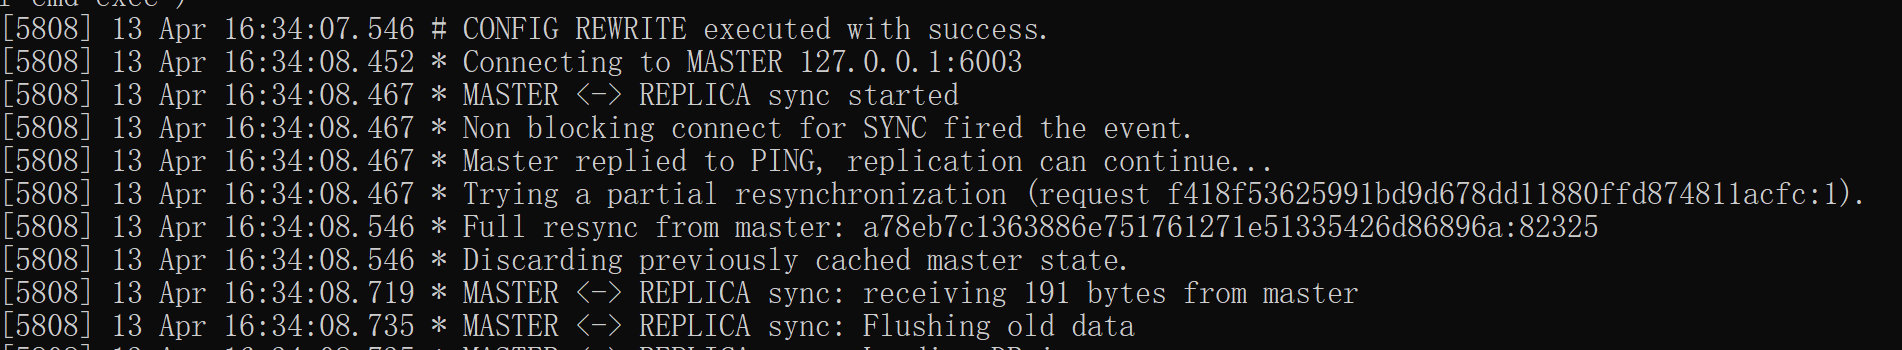 [5808] 13 Apr 16:34:07.546 # CONFIG REWRITE executed with success.
[5808] 13 Apr 16:34:08.452 * Connecting to MASTER 127.0.0.1:6003
[5808] 13 Apr 16:34:08.467 * MASTER <-> REPLICA sync started
[5808] 13 Apr 16:34:08.467 * Non blocking connect for SYNC fired the event.
[5808] 13 Apr 16:34:08.467 * Master replied to PING, replication can continue...
[5808] 13 Apr 16:34:08.467 * Trying a partial resynchronization (request f418f53625991bd9d678dd11880ffd874811acfc:1).
[5808] 13 Apr 16:34:08.546 * Full resync from master: a78eb7c1363886e751761271e51335426d86896a:82325
[5808] 13 Apr 16:34:08.546 * Discarding previously cached master state.
[5808] 13 Apr 16:34:08.719 * MASTER <-> REPLICA sync: receiving 191 bytes from master
[5808] 13 Apr 16:34:08.735 * MASTER <-> REPLICA sync: Flushing old data